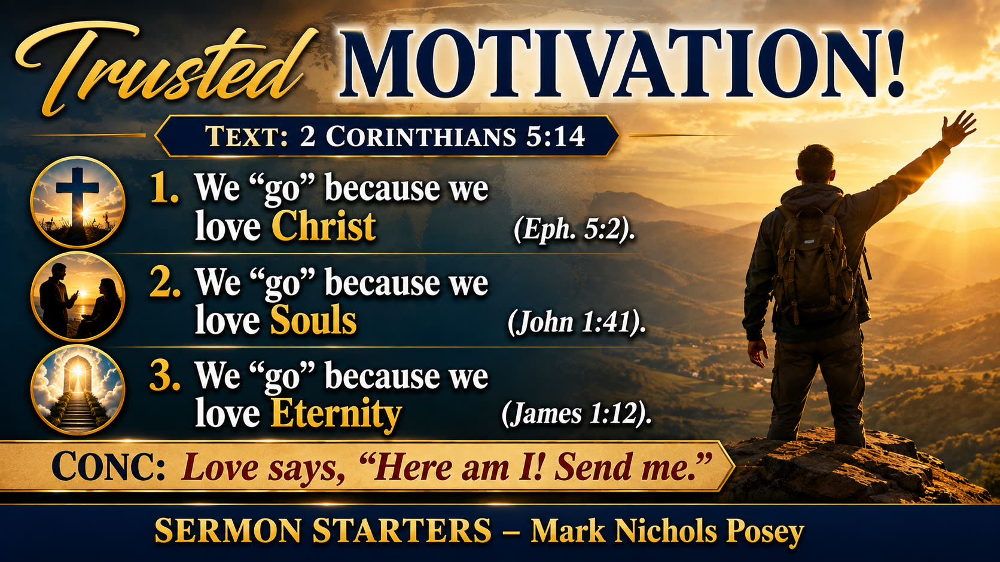 Trusted MOTIVATION!
TEXT: 2 CORINTHIANS 5:14
1. We “go” because we
love Christ (Eph. 5:2).
2. We “go” because we
love Souls (John 1:41).
3. We “go” because we
love Eternity (James 1:12).
CONC: Love says, “Here am I! Send me.”
SERMON STARTERS – Mark Nichols Posey